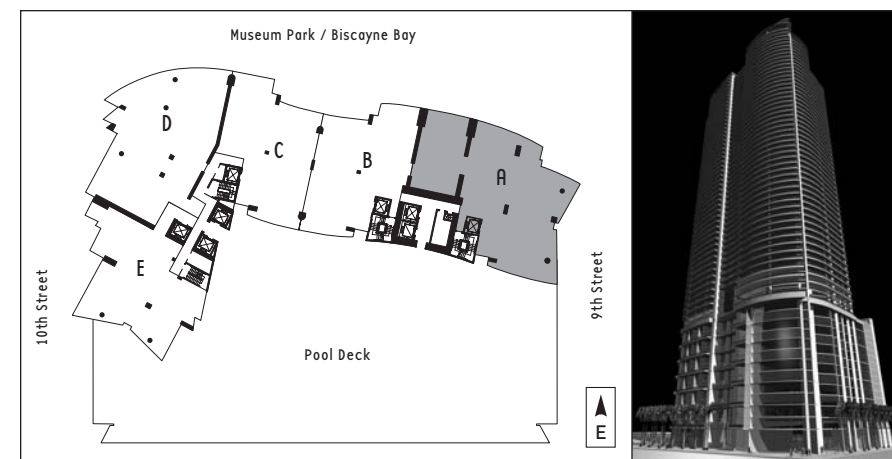 Museum Park / Biscayne Bay
D
C
B
A
E
10th Street
9th Street
Pool Deck
E